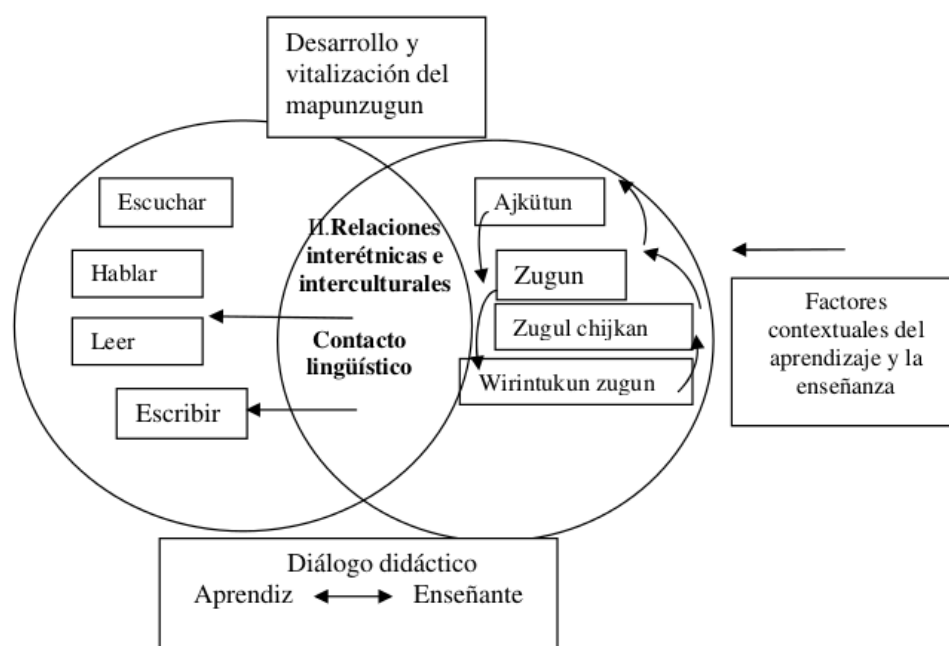 Desarrollo y
vitalización del
mapunzugun
Escuchar
Hablar
Leer
Escribir
II.Relaciones
interétnicas e
interculturales
Contacto
lingüístico
Ajkütun
Zugun
Zugul chijkan
Wirintukun zugun
Factores
contextuales del
aprendizaje y la
enseñanza
Diálogo didáctico
Aprendiz Enseñante